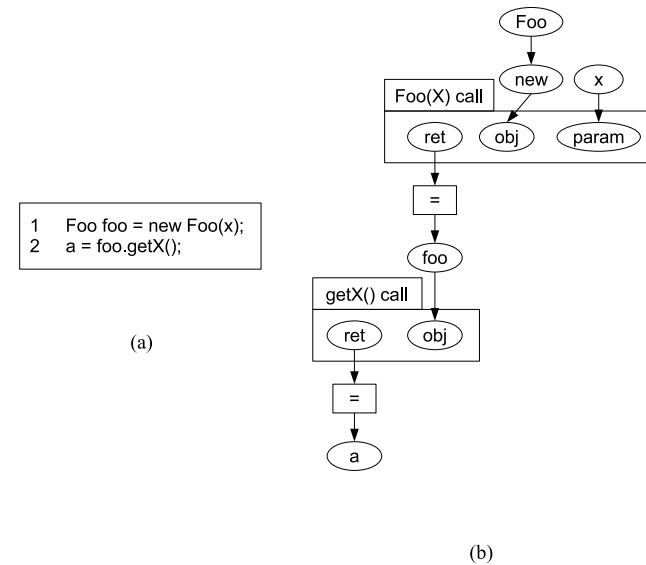 Foo
new x
Foo(X) call
ret obj param
=
1 Foo foo = new Foo(x);
2 a = foo.getX();
foo
getX() call
(a)
ret obj
=
a
(b)